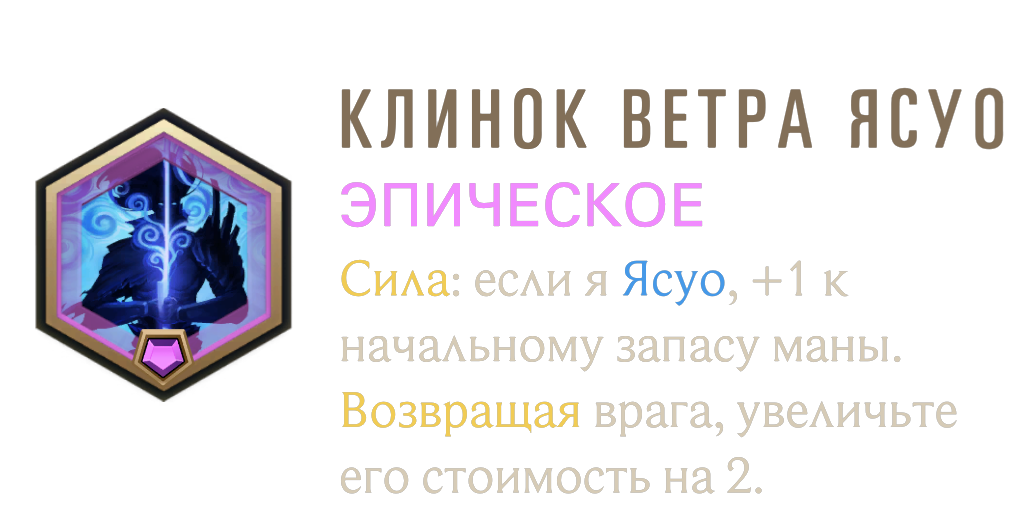 КЛИНОК ВЕТРА ЯСУО
ЭПИЧЕСКОЕ
Сила: если я Ясуо, +1 к
начальному запасу маны.
Возвращая врага, увеличьте
его стоимость на 2.